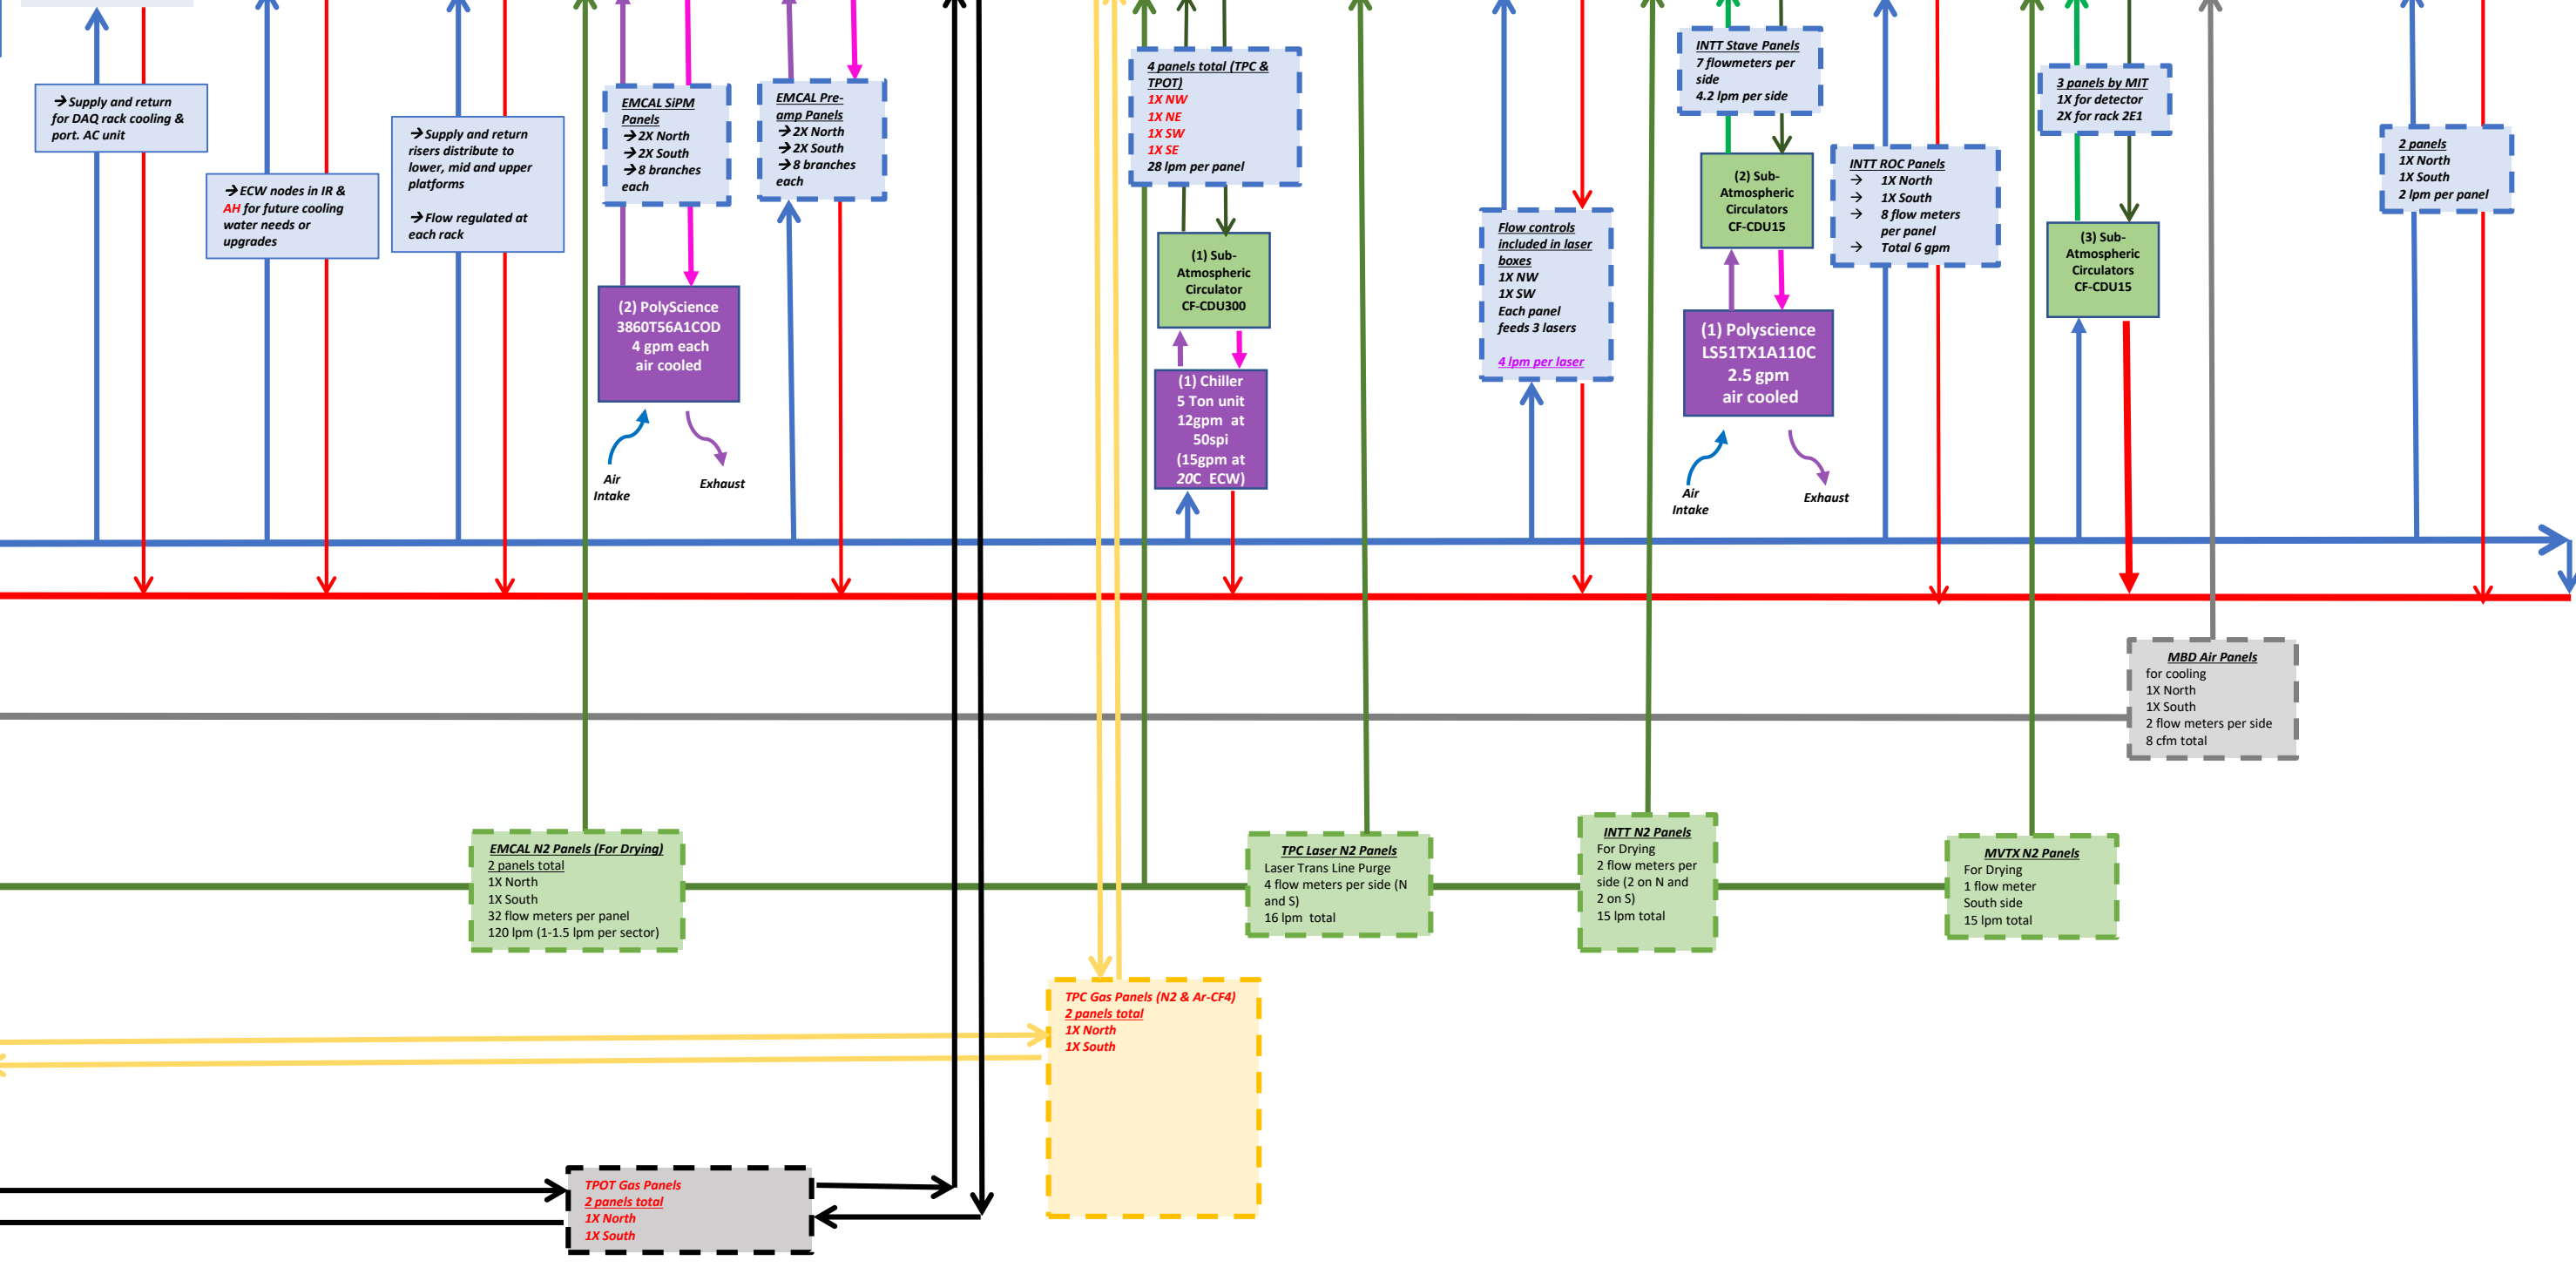 →Supply and return
for DAQ rack cooling &
port. AC unit
→ECW nodes in IR &
AH for future cooling
water needs or
upgrades
→Supply and return
risers distribute to
lower, mid and upper
platforms
→Flow regulated at
each rack
EMCAL SiPM
Panels
→2X North
→2X South
→8 branches
each
EMCAL Pre-
amp Panels
→2X North
→2X South
→8 branches
each
(2) PolyScience
3860T56A1COD
4 gpm each
air cooled
Air
Intake
Exhaust
4 panels total (TPC &
TPOT)
1X NW
1X NE
1X SW
1X SE
28 lpm per panel
(1) Sub-
Atmospheric
Circulator
CF-CDU300
(1) Chiller
5 Ton unit
12gpm at
50spi
(15gpm at
20C ECW)
Flow controls
included in laser
boxes
1X NW
1X SW
Each panel
feeds 3 lasers
4 lpm per laser
INTT Stave Panels
7 flowmeters per
side
4.2 lpm per side
(2) Sub-
Atmospheric
Circulators
CF-CDU15
(1) Polyscience
LS51TX1A110C
2.5 gpm
air cooled
Air
Intake
Exhaust
INTT ROC Panels
→ 1X North
→ 1X South
→ 8 flow meters
per panel
→ Total 6 gpm
3 panels by MIT
1X for detector
2X for rack 2E1
(3) Sub-
Atmospheric
Circulators
CF-CDU15
2 panels
1X North
1X South
2 lpm per panel
MBD Air Panels
for cooling
1X North
1X South
2 flow meters per side
8 cfm total
EMCAL N2 Panels (For Drying)
2 panels total
1X North
1X South
32 flow meters per panel
120 lpm (1-1.5 lpm per sector)
TPC Laser N2 Panels
Laser Trans Line Purge
4 flow meters per side (N
and S)
16 lpm total
INTT N2 Panels
For Drying
2 flow meters per
side (2 on N and
2 on S)
15 lpm total
MVTX N2 Panels
For Drying
1 flow meter
South side
15 lpm total
TPC Gas Panels (N2 & Ar-CF4)
2 panels total
1X North
1X South
TPOT Gas Panels
2 panels total
1X North
1X South